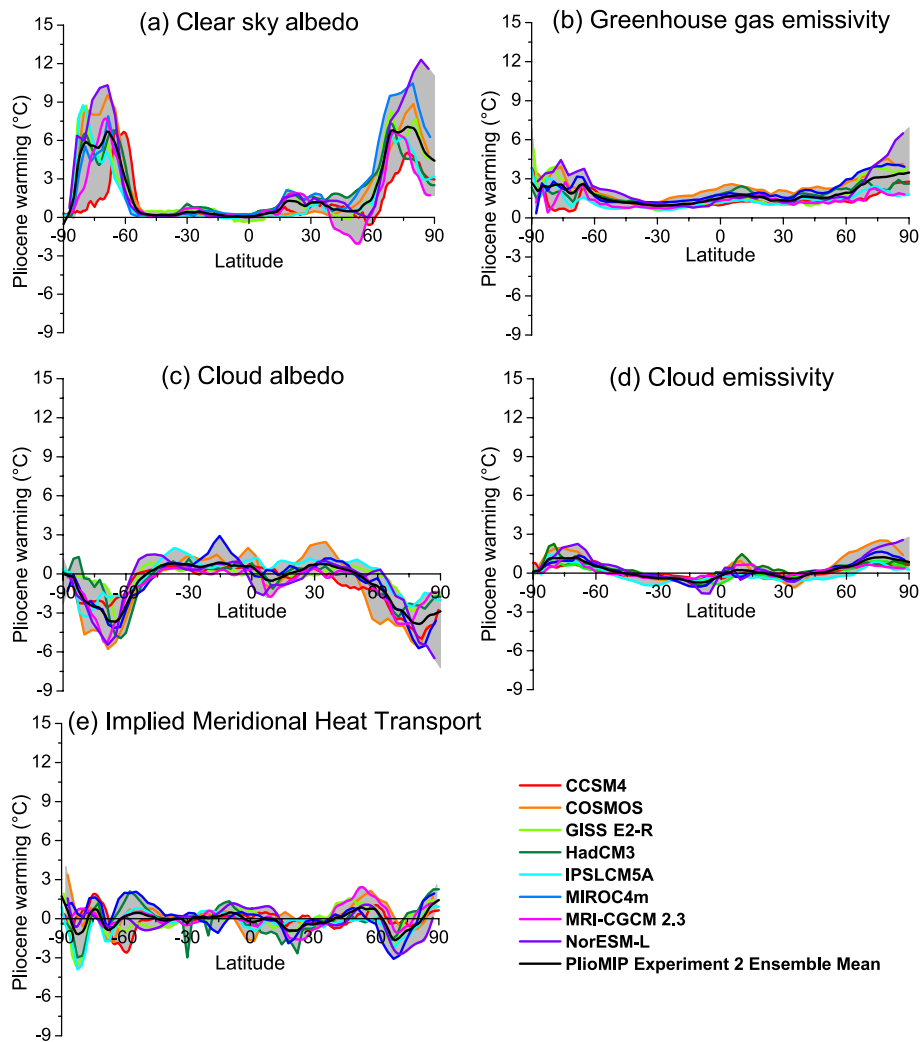 (a) Clear sky albedo
Pliocene warming (°C)
15
12
9
6
3
0
-3
-6
-9
-90 -60 -30 0 30 60 90
Latitude
(b) Greenhouse gas emissivity
Pliocene warming (°C)
15
12
9
6
3
0
-3
-6
-9
-90 -60 -30 0 30 60 90
Latitude
(c) Cloud albedo
Pliocene warming (°C)
15
12
9
6
3
0
-3
-6
-9
-90 -60 -30 0 30 60 90
Latitude
(d) Cloud emissivity
Pliocene warming (°C)
15
12
9
6
3
0
-3
-6
-9
-90 -60 -30 0 30 60 90
Latitude
(e) Implied Meridional Heat Transport
Pliocene warming (°C)
15
12
9
6
3
0
-3
-6
-9
-90 -60 -30 0 30 60 90
Latitude
CCSM4
COSMOS
GISS E2-R
HadCM3
IPSLCM5A
MIROC4m
MRI-CGCM 2.3
NorESM-L
PlioMIP Experiment 2 Ensemble Mean